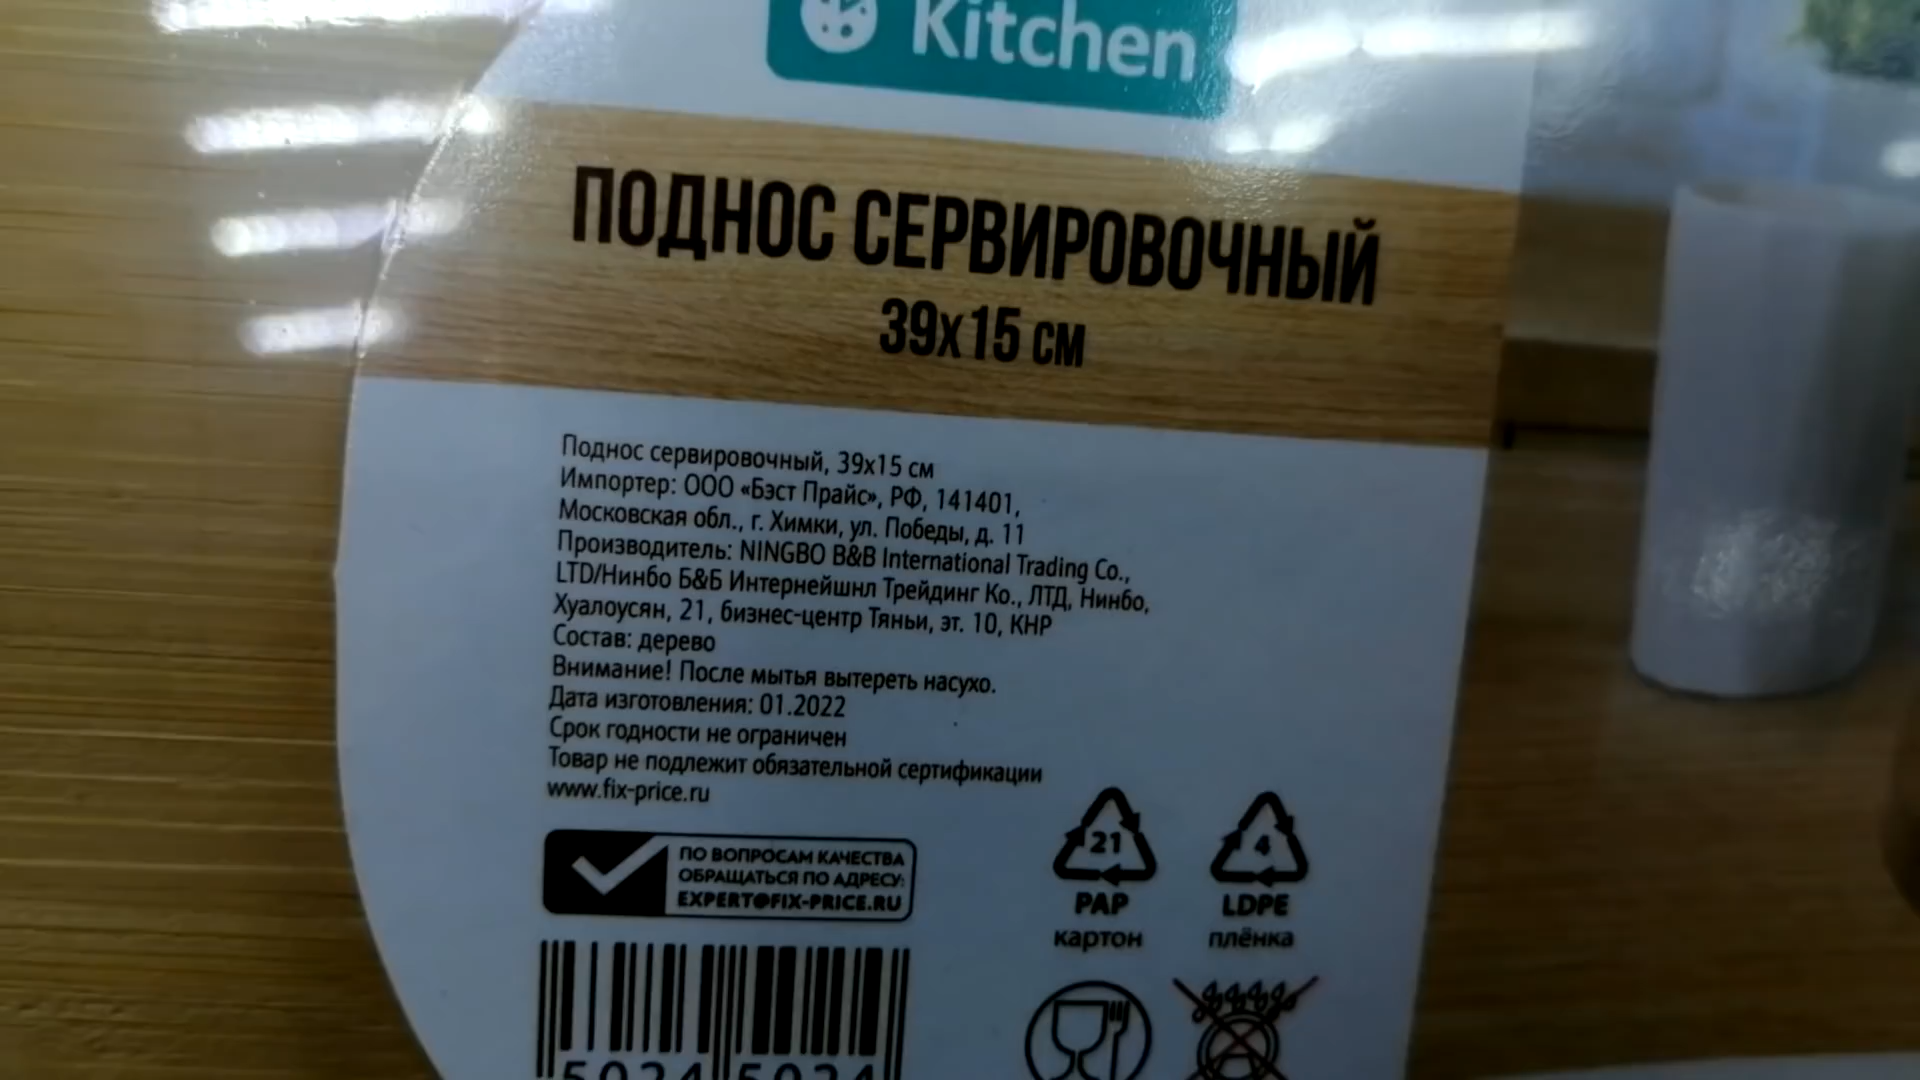 Kitchen
ПОДНОС СЕРВИРОВОЧНЫЙ
39х15 см
Поднос сервировочный, 39х15 см
Импортер: ООО «Бэст Прайс», РФ, 141401,
Московская обл., г. Химки, ул. Победы, д. 11
Производитель: NINGBO B&B International Trading Co.,
LTD/Нинбо Б&Б Интернейшнл Трейдинг Ко., ЛТД, Нинбо,
Хуалоусян, 21, бизнес-центр Тяньи, эт. 10, КНР
Состав: дерево
Внимание! После мытья вытереть насухо.
Дата изготовления: 01.2022
Срок годности не ограничен
Товар не подлежит обязательной сертификации
www.fix-price.ru
ПО ВОПРОСАМ КАЧЕСТВА
ОБРАЩАТЬСЯ ПО АДРЕСУ:
EXPERT@FIX-PRICE.RU
21
PAP
картон
4
LDPE
плёнка